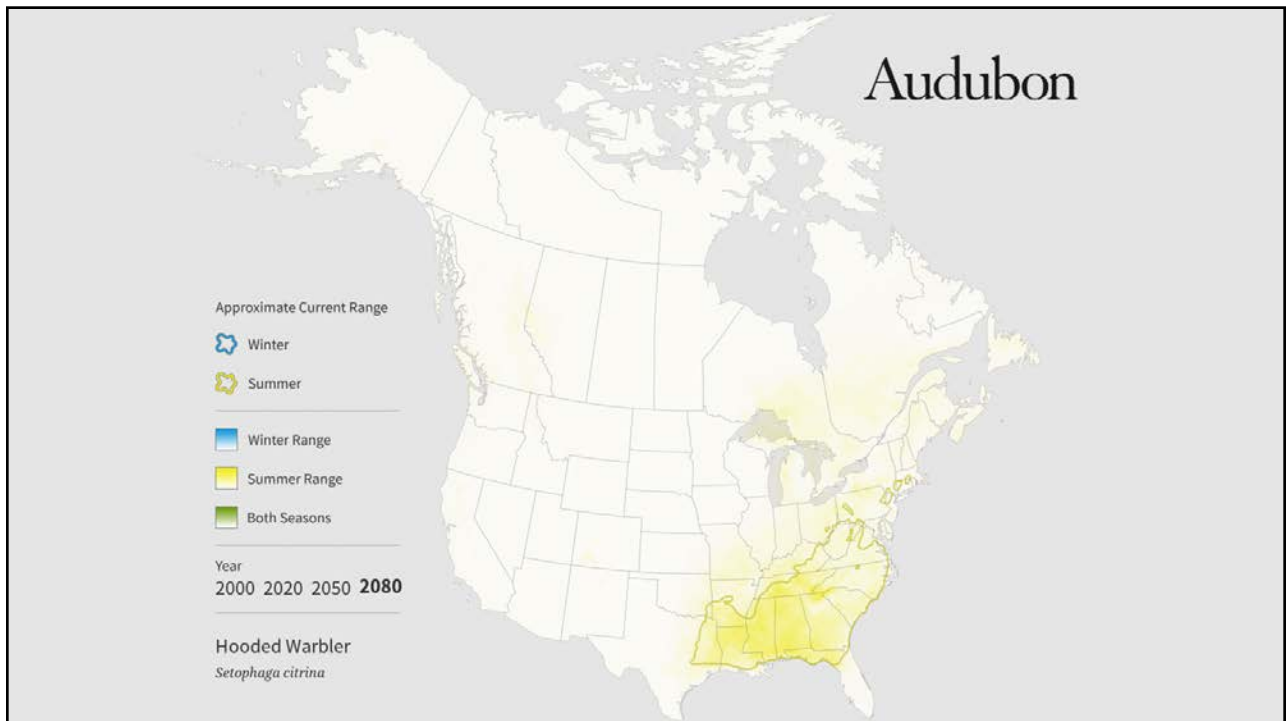 Audubon
Approximate Current Range
Winter
Summer
Winter Range
Summer Range
Both Seasons
Year
2000 2020 2050 2080
Hooded Warbler
Setophaga citrina